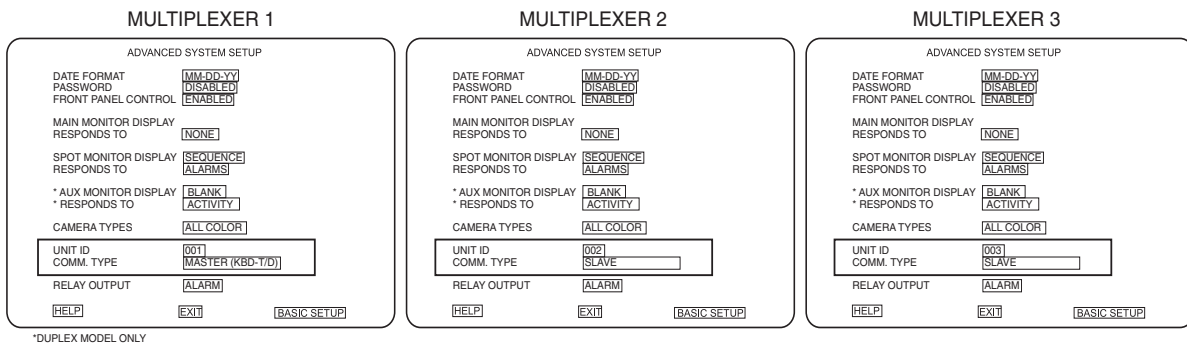 MULTIPLEXER 1
ADVANCED SYSTEM SETUP
DATE FORMAT MM-DD-YY
PASSWORD DISABLED
FRONT PANEL CONTROL ENABLED
MAIN MONITOR DISPLAY
RESPONDS TO NONE
SPOT MONITOR DISPLAY SEQUENCE
RESPONDS TO ALARMS
* AUX MONITOR DISPLAY BLANK
* RESPONDS TO ACTIVITY
CAMERA TYPES ALL COLOR
UNIT ID 001
COMM. TYPE MASTER (KBD-T/D)
RELAY OUTPUT ALARM
HELP EXIT BASIC SETUP
*DUPLEX MODEL ONLY
MULTIPLEXER 2
ADVANCED SYSTEM SETUP
DATE FORMAT MM-DD-YY
PASSWORD DISABLED
FRONT PANEL CONTROL ENABLED
MAIN MONITOR DISPLAY
RESPONDS TO NONE
SPOT MONITOR DISPLAY SEQUENCE
RESPONDS TO ALARMS
* AUX MONITOR DISPLAY BLANK
* RESPONDS TO ACTIVITY
CAMERA TYPES ALL COLOR
UNIT ID 002
COMM. TYPE SLAVE
RELAY OUTPUT ALARM
HELP EXIT BASIC SETUP
MULTIPLEXER 3
ADVANCED SYSTEM SETUP
DATE FORMAT MM-DD-YY
PASSWORD DISABLED
FRONT PANEL CONTROL ENABLED
MAIN MONITOR DISPLAY
RESPONDS TO NONE
SPOT MONITOR DISPLAY SEQUENCE
RESPONDS TO ALARMS
* AUX MONITOR DISPLAY BLANK
* RESPONDS TO ACTIVITY
CAMERA TYPES ALL COLOR
UNIT ID 003
COMM. TYPE SLAVE
RELAY OUTPUT ALARM
HELP EXIT BASIC SETUP